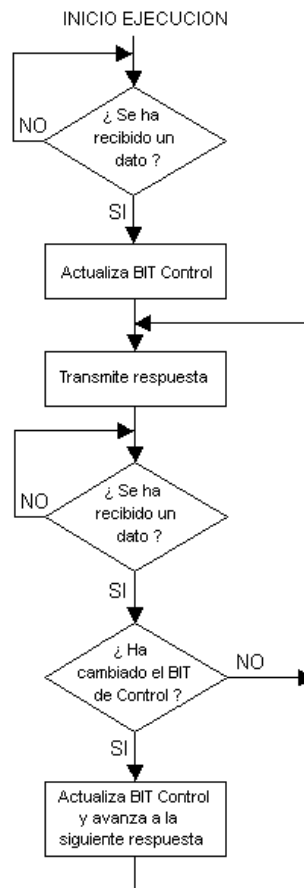 INICIO EJECUCION
¿ Se ha
recibido un
dato ?
NO
SI
Actualiza BIT Control
Transmite respuesta
¿ Se ha
recibido un
dato ?
NO
SI
¿ Ha
cambiado el BIT
de Control ?
NO
SI
Actualiza BIT Control
y avanza a la
siguiente respuesta